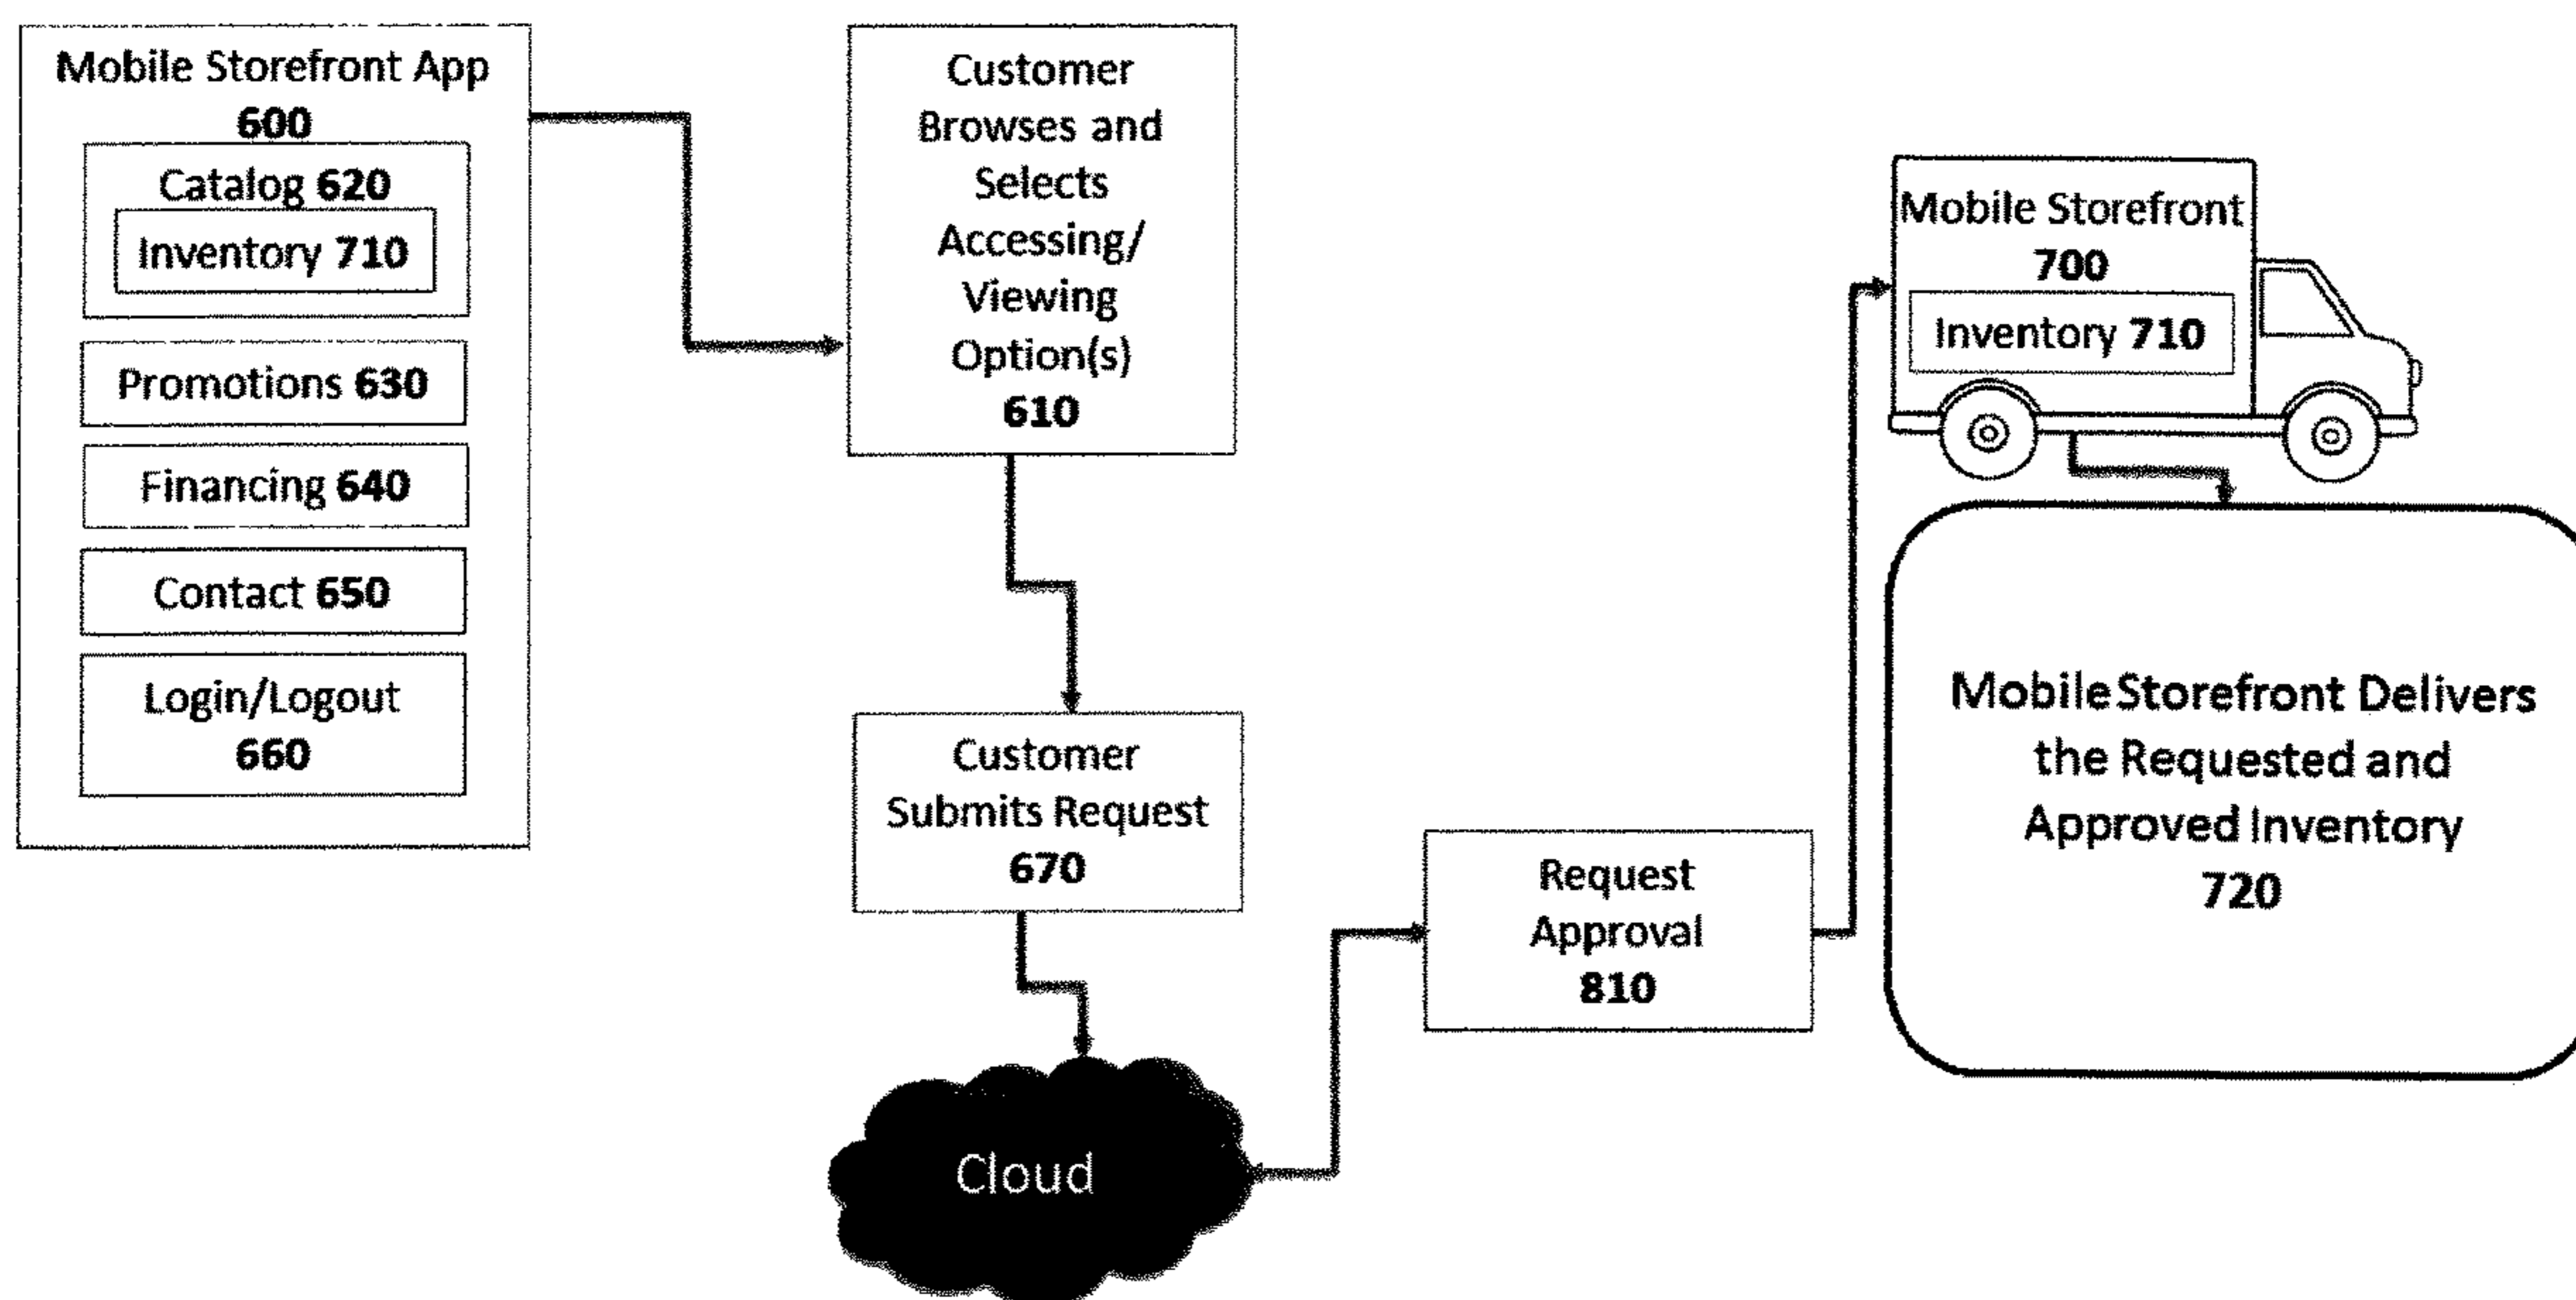 Mobile Storefront App
600
Catalog 620
Inventory 710
Promotions 630
Financing 640
Contact 650
Login/Logout
660
Customer
Browses and
Selects
Accessing/
Viewing
Option(s)
610
Customer
Submits Request
670
Cloud
Request
Approval
810
Mobile Storefront
700
Inventory 710
Mobile Storefront Delivers
the Requested and
Approved Inventory
720